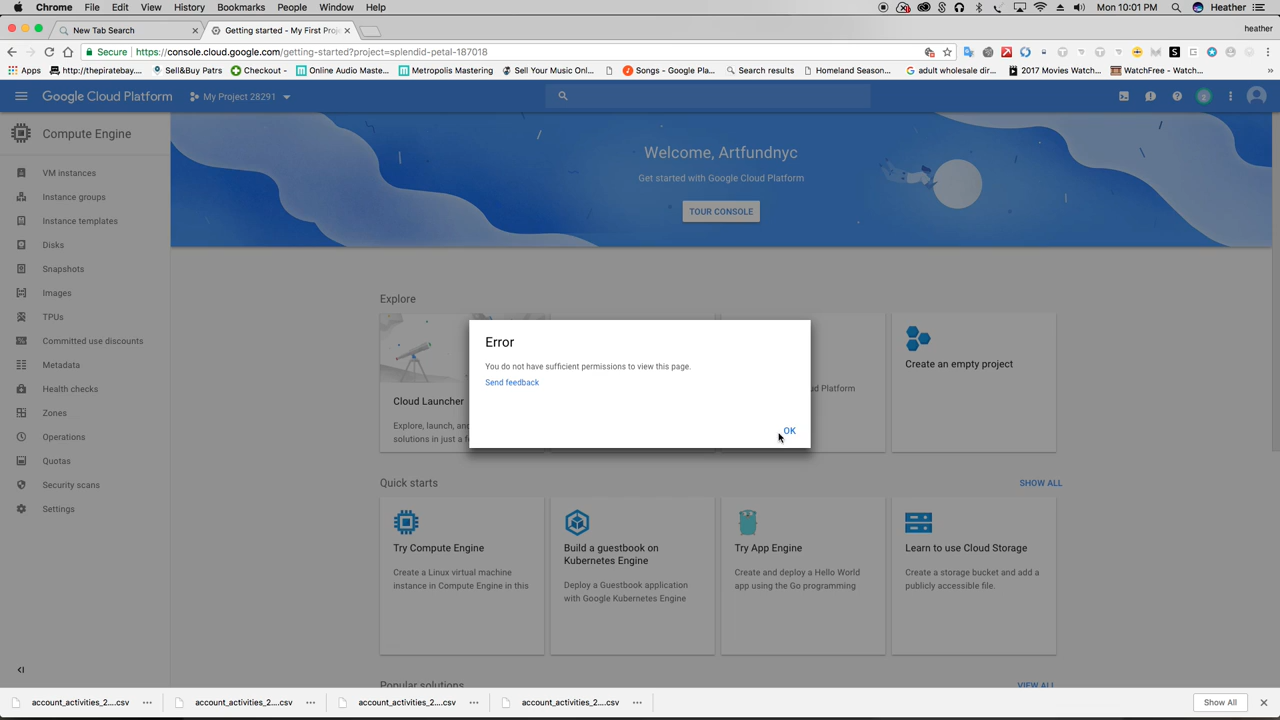 Chrome File Edit View History Bookmarks People Window Help Mon 10:01 PM Heather
New Tab Search Getting started - My First Proj heather
Secure https://console.cloud.google.com/getting-started?project=splendid-petal-187018
Apps http://thepiratebay.... Sell&Buy Patrs Checkout - Online Audio Maste... Metropolis Mastering Sell Your Music Onl... Songs - Google Pla... Search results Homeland Season... adult wholesale dir... 2017 Movies Watch... WatchFree - Watch...
Google Cloud Platform My Project 28291
Compute Engine
VM instances
Instance groups
Instance templates
Disks
Snapshots
Images
TPUs
Committed use discounts
Metadata
Health checks
Zones
Operations
Quotas
Security scans
Settings
Welcome, Artfundnyc
Get started with Google Cloud Platform
TOUR CONSOLE
Explore
Cloud Launcher
Explore, launch, and
solutions in just a f
d Platform
Create an empty project
Error
You do not have sufficient permissions to view this page.
Send feedback
OK
Quick starts SHOW ALL
Try Compute Engine
Create a Linux virtual machine
instance in Compute Engine in this
Build a guestbook on
Kubernetes Engine
Deploy a Guestbook application
with Google Kubernetes Engine
Try App Engine
Create and deploy a Hello World
app using the Go programming
Learn to use Cloud Storage
Create a storage bucket and add a
publicly accessible file.
Popular solutions VIEW ALL
account_activities_2....csv account_activities_2....csv account_activities_2....csv account_activities_2....csv Show All